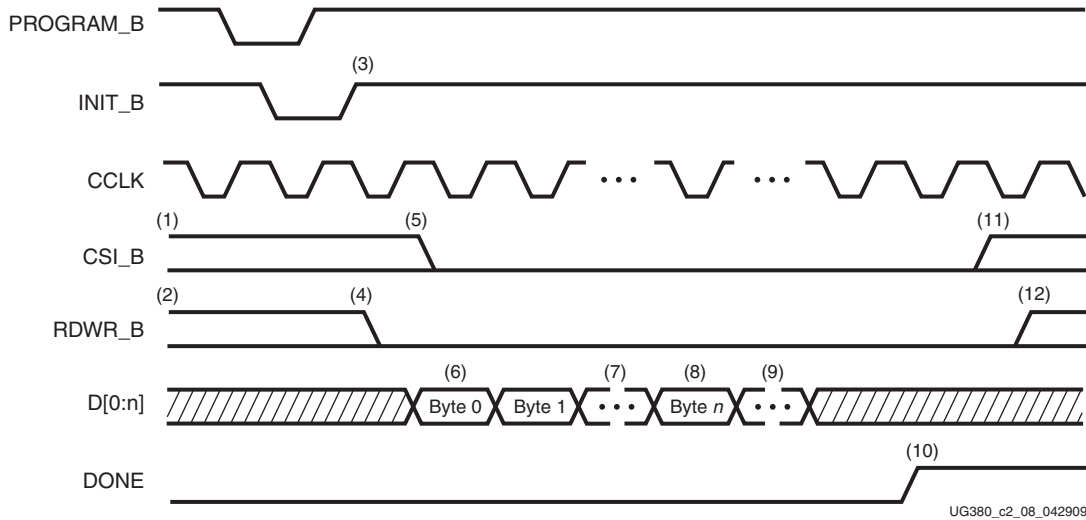 PROGRAM_B
(3)
INIT_B
CCLK
(1) (5) (11)
CSI_B
(2) (4) (12)
RDWR_B
(6) (7) (8) (9)
D[0:n] Byte 0 Byte 1 • • • Byte n • • •
(10)
DONE
UG380_c2_08_042909